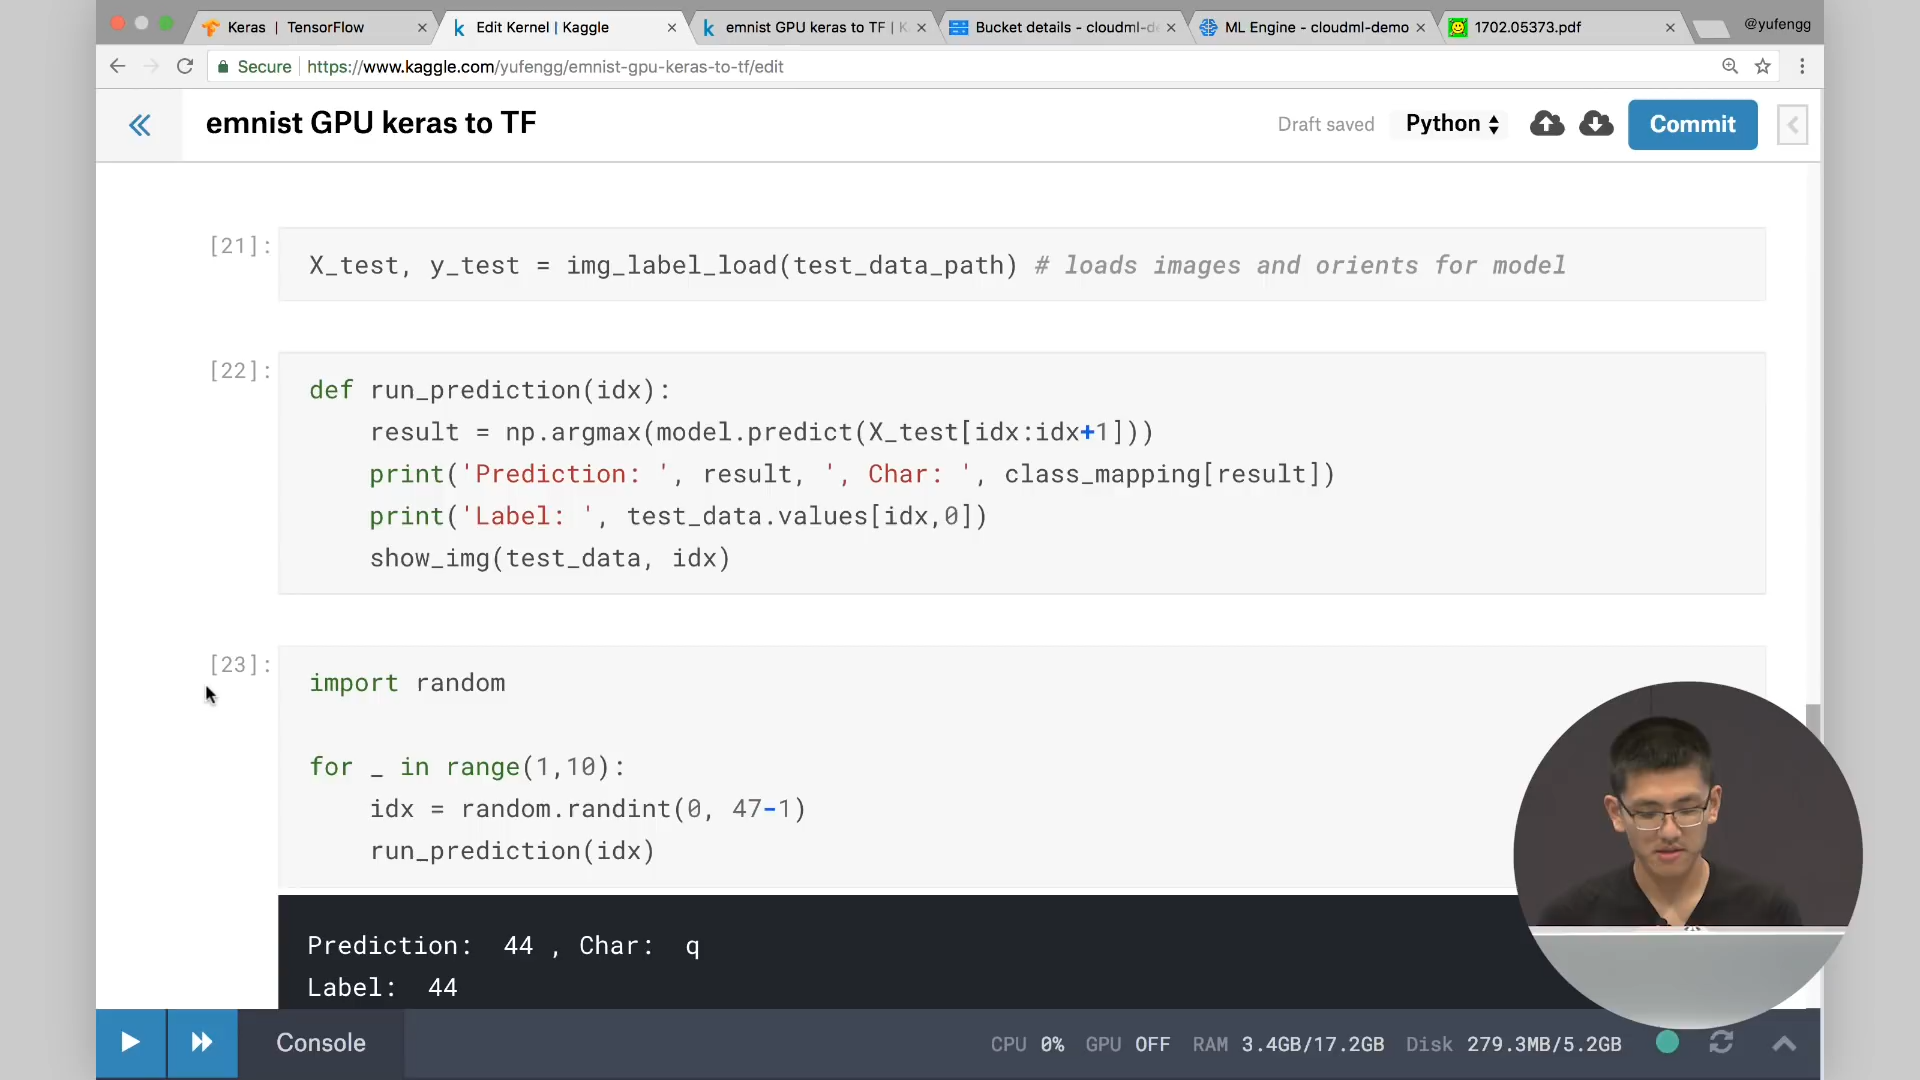 Keras | TensorFlow
Edit Kernel | Kaggle
emnist GPU keras to TF | K
Bucket details - cloudml-de
ML Engine - cloudml-demo
1702.05373.pdf
@yufengg
Secure
https://www.kaggle.com/yufengg/emnist-gpu-keras-to-tf/edit
emnist GPU keras to TF
Draft saved
Python
Commit
[21]:
X_test, y_test = img_label_load(test_data_path) # loads images and orients for model
[22]:
def run_prediction(idx):
    result = np.argmax(model.predict(X_test[idx:idx+1]))
    print('Prediction: ', result, ', Char: ', class_mapping[result])
    print('Label: ', test_data.values[idx,0])
    show_img(test_data, idx)
[23]:
import random
for _ in range(1,10):
    idx = random.randint(0, 47-1)
    run_prediction(idx)
Prediction:  44 , Char:  q
Label:  44
Console
CPU 0% GPU OFF RAM 3.4GB/17.2GB Disk 279.3MB/5.2GB